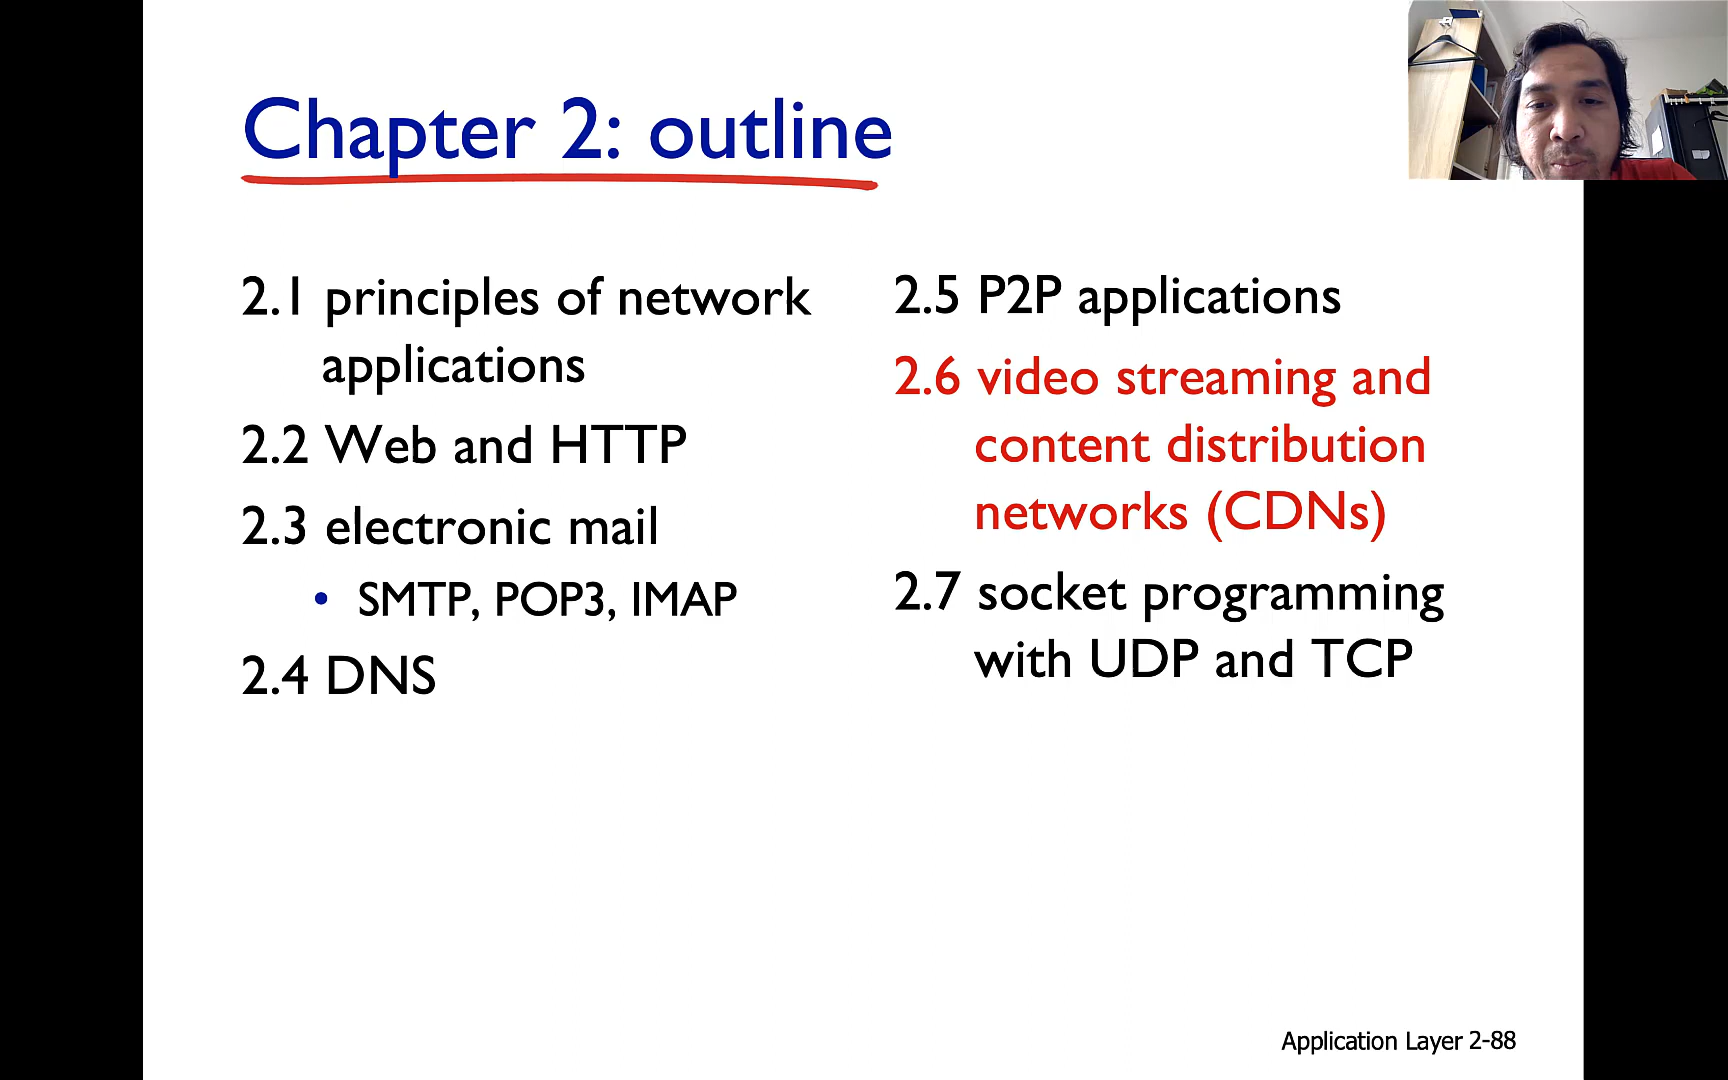 Chapter 2: outline
2.1 principles of network
applications
2.2 Web and HTTP
2.3 electronic mail
• SMTP, POP3, IMAP
2.4 DNS
2.5 P2P applications
2.6 video streaming and
content distribution
networks (CDNs)
2.7 socket programming
with UDP and TCP
Application Layer 2-88